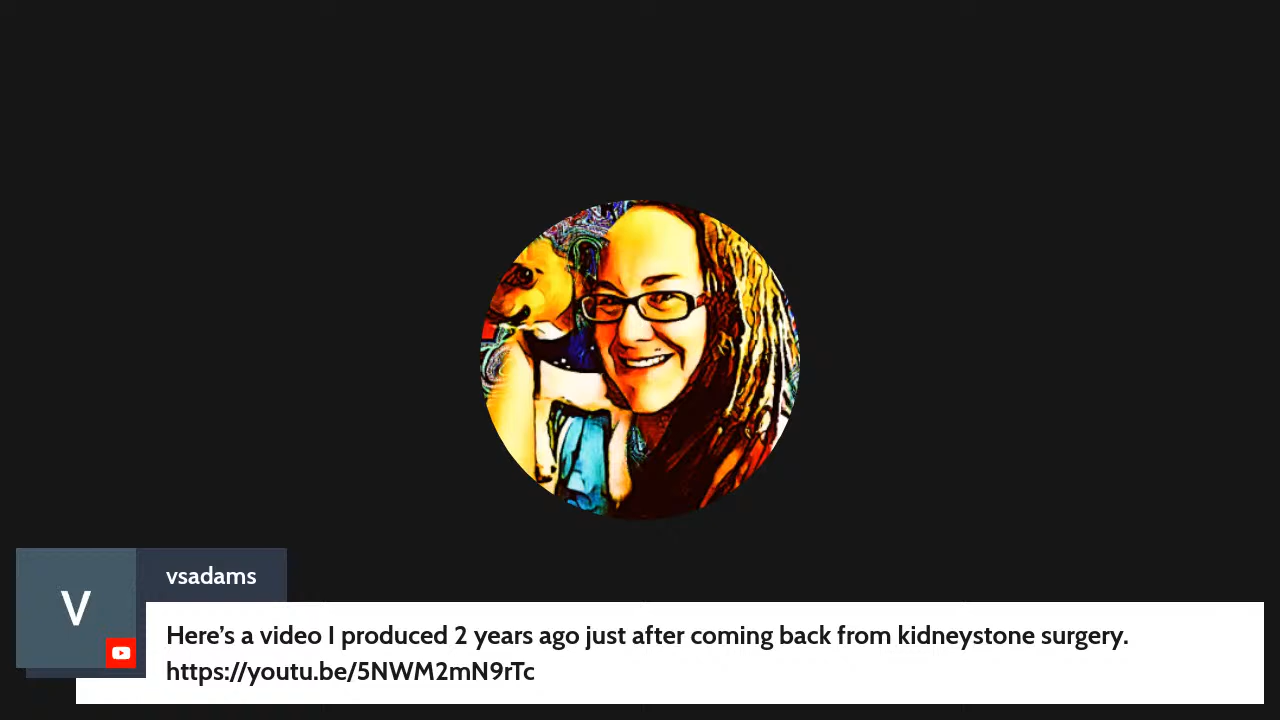 V
vsadams
Here’s a video I produced 2 years ago just after coming back from kidneystone surgery.
https://youtu.be/5NWM2mN9rTc